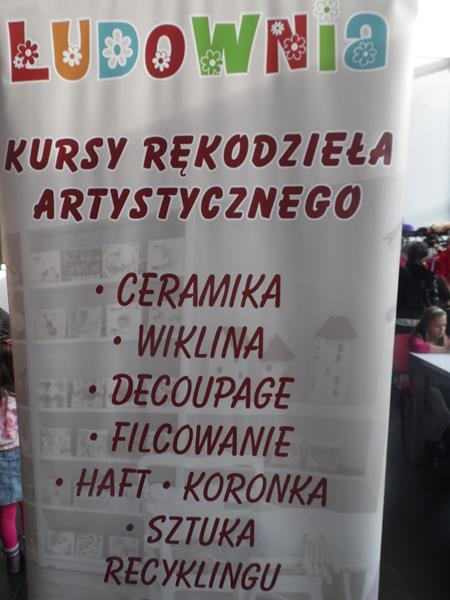 LUDOWNia
KURSY RĘKODZIEŁA
ARTYSTYCZNEGO
• CERAMIKA
• WIKLINA
• DECOUPAGE
• FILCOWANIE
• HAFT • KORONKA
• SZTUKA
RECYKLINGU